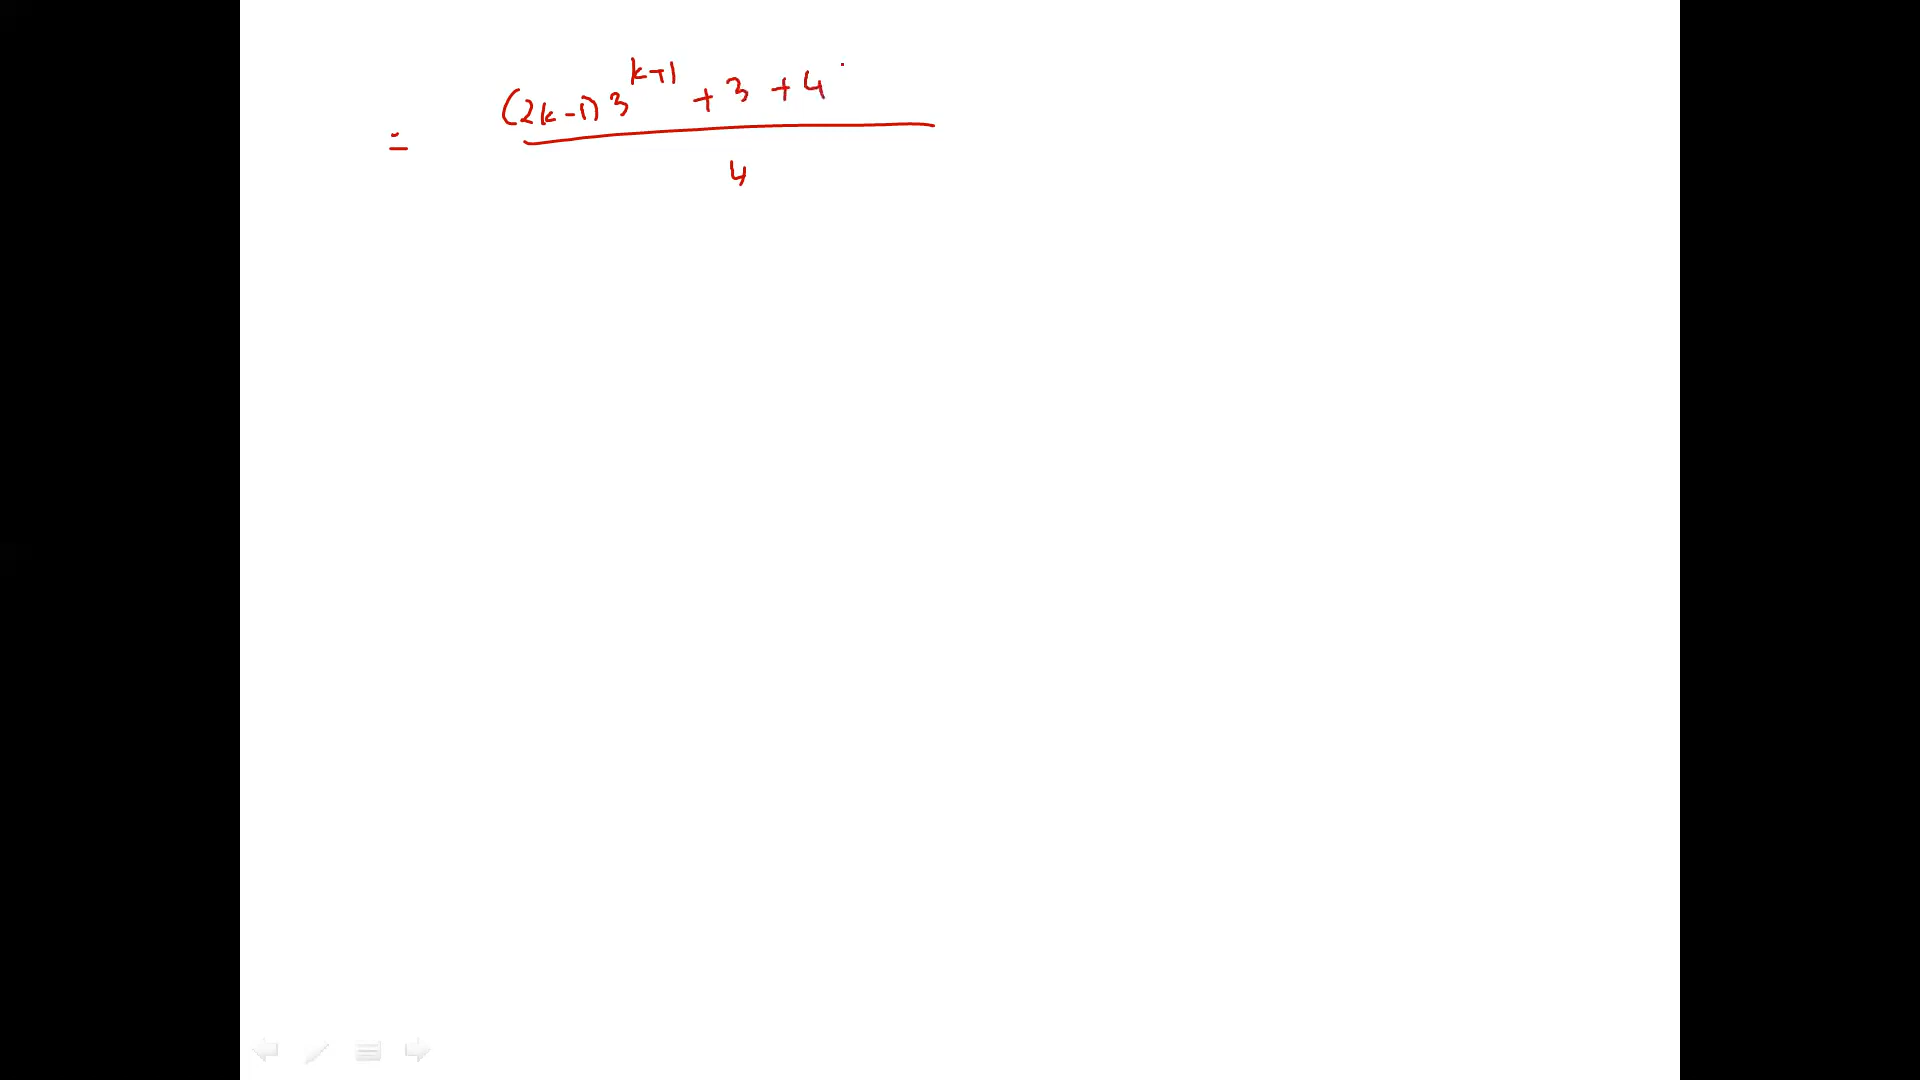 = (2k-1)3^{k+1} + 3 + 4
4